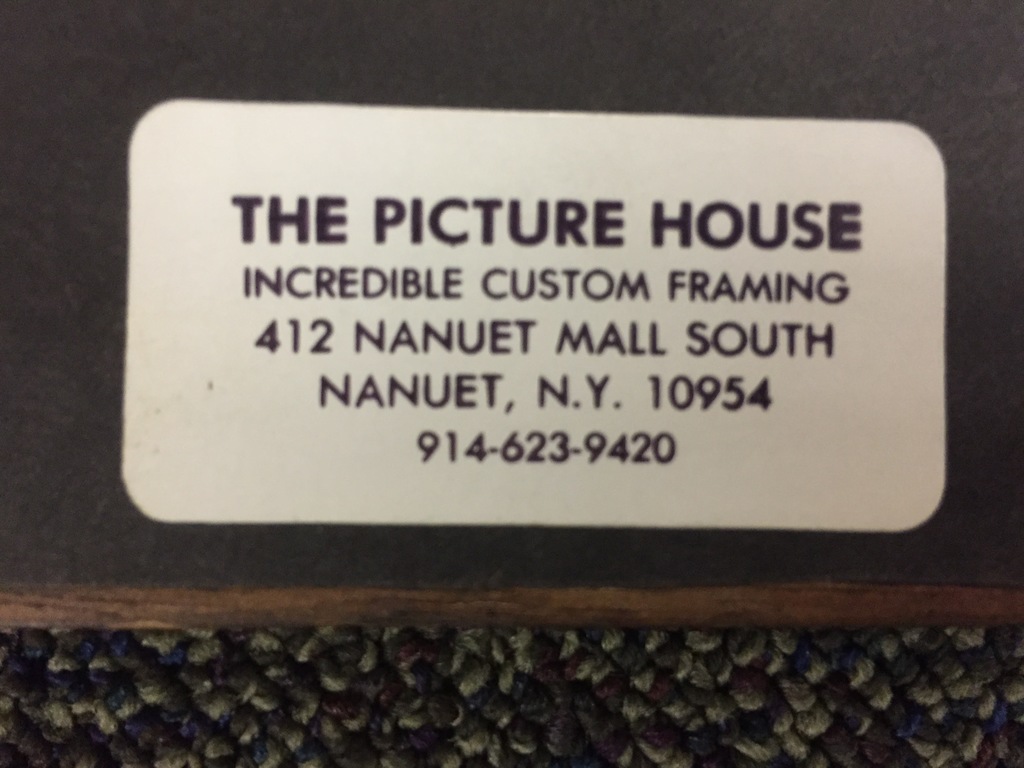 THE PICTURE HOUSE
INCREDIBLE CUSTOM FRAMING
412 NANUET MALL SOUTH
NANUET, N.Y. 10954
914-623-9420